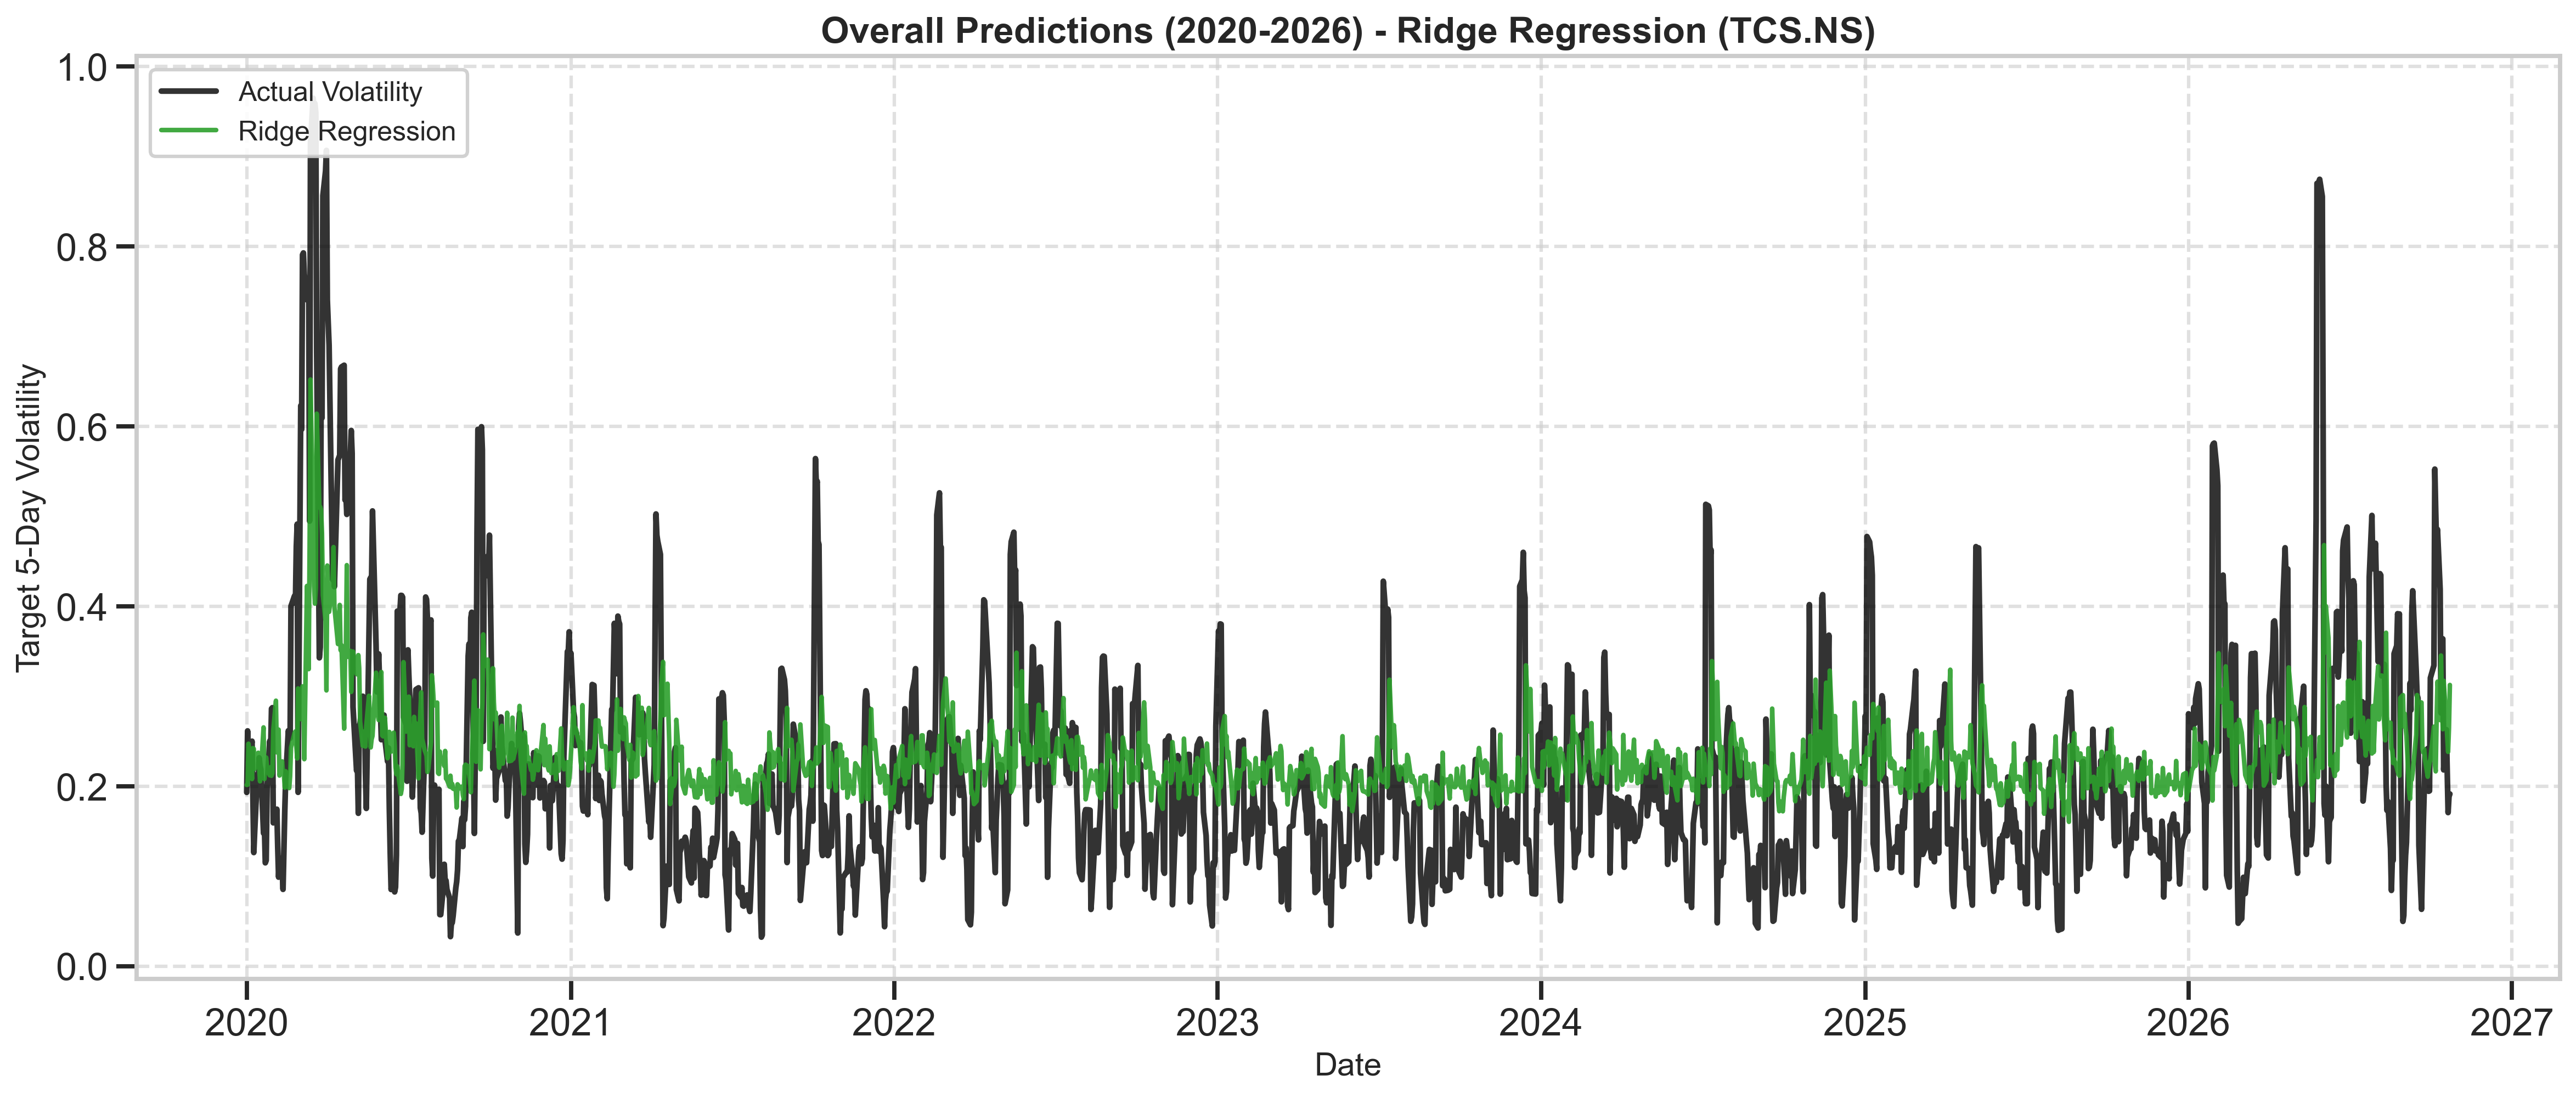 Overall Predictions (2020-2026) - Ridge Regression (TCS.NS)
Actual Volatility
Ridge Regression
Target 5-Day Volatility
1.0
0.8
0.6
0.4
0.2
0.0
2020 2021 2022 2023 2024 2025 2026 2027
Date